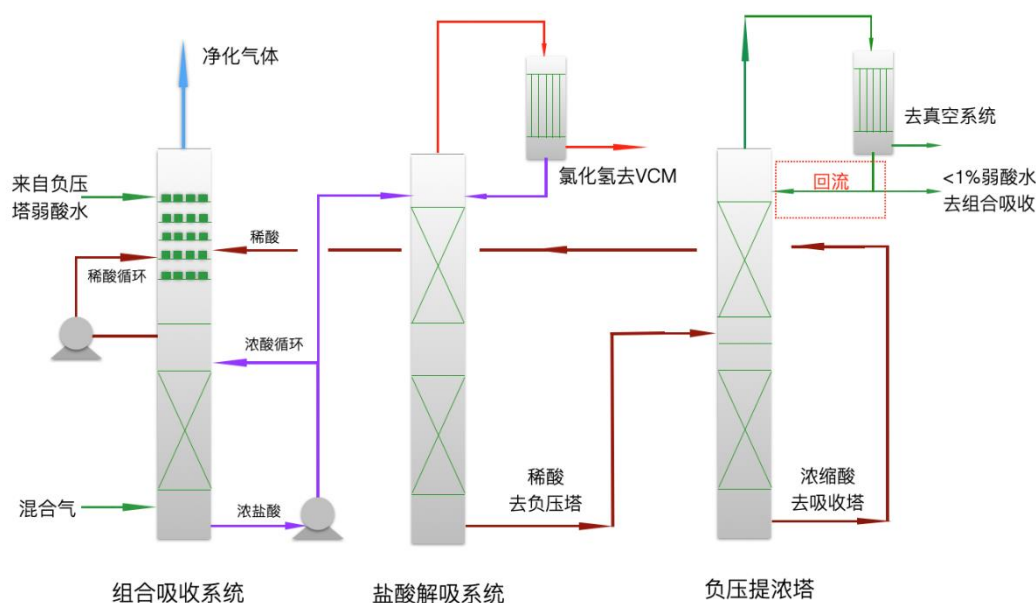 净化气体
来自负压
塔弱酸水
稀酸循环
混合气
稀酸
浓酸循环
浓盐酸
氯化氢去VCM
稀酸
去负压塔
去真空系统
回流
<1%弱酸水
去组合吸收
浓缩酸
去吸收塔
组合吸收系统
盐酸解吸系统
负压提浓塔